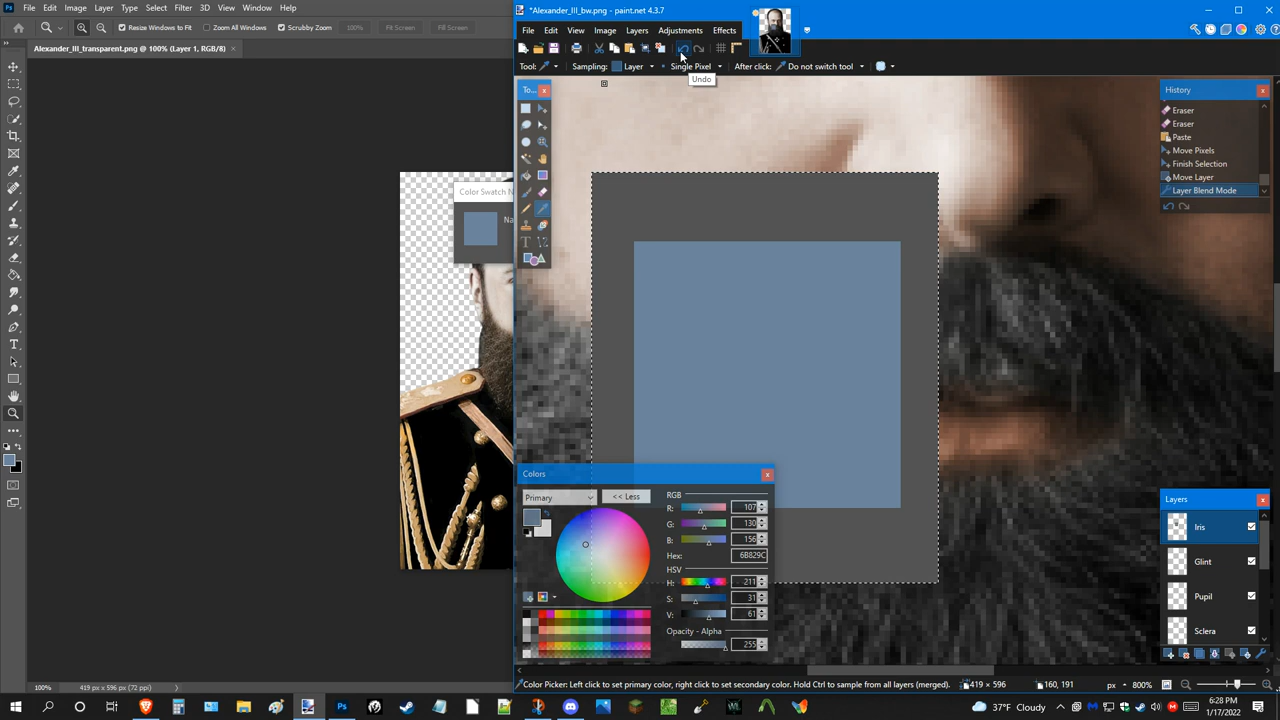 File Edit Image Layer Type Select Filter 3D View Window Help
Resize Windows to Fit Zoom All Windows Scrubby Zoom 100% Fit Screen
Alexander_III_transparent.png @ 100% (Layer 1, RGB/8)
Color Swatch N
Na
100% 419 px x 596 px (72 ppi)
*Alexander_III_bw.png - paint.net 4.3.7
File Edit View Image Layers Adjustments Effects
Tool: Sampling: Layer Single Pixel After click: Do not switch tool
Undo
To...
History
Eraser
Eraser
Paste
Move Pixels
Finish Selection
Move Layer
Layer Blend Mode
Colors
Primary << Less
RGB
R: 107
G: 130
B: 156
Hex: 6B829C
HSV
H: 211
S: 31
V: 61
Opacity - Alpha
255
Layers
Iris
Glint
Pupil
Sclera
Color Picker: Left click to set primary color, right click to set secondary color. Hold Ctrl to sample from all layers (merged). 419 × 596 160, 191 px 800%
37°F Cloudy 6:28 PM
1/17/2022